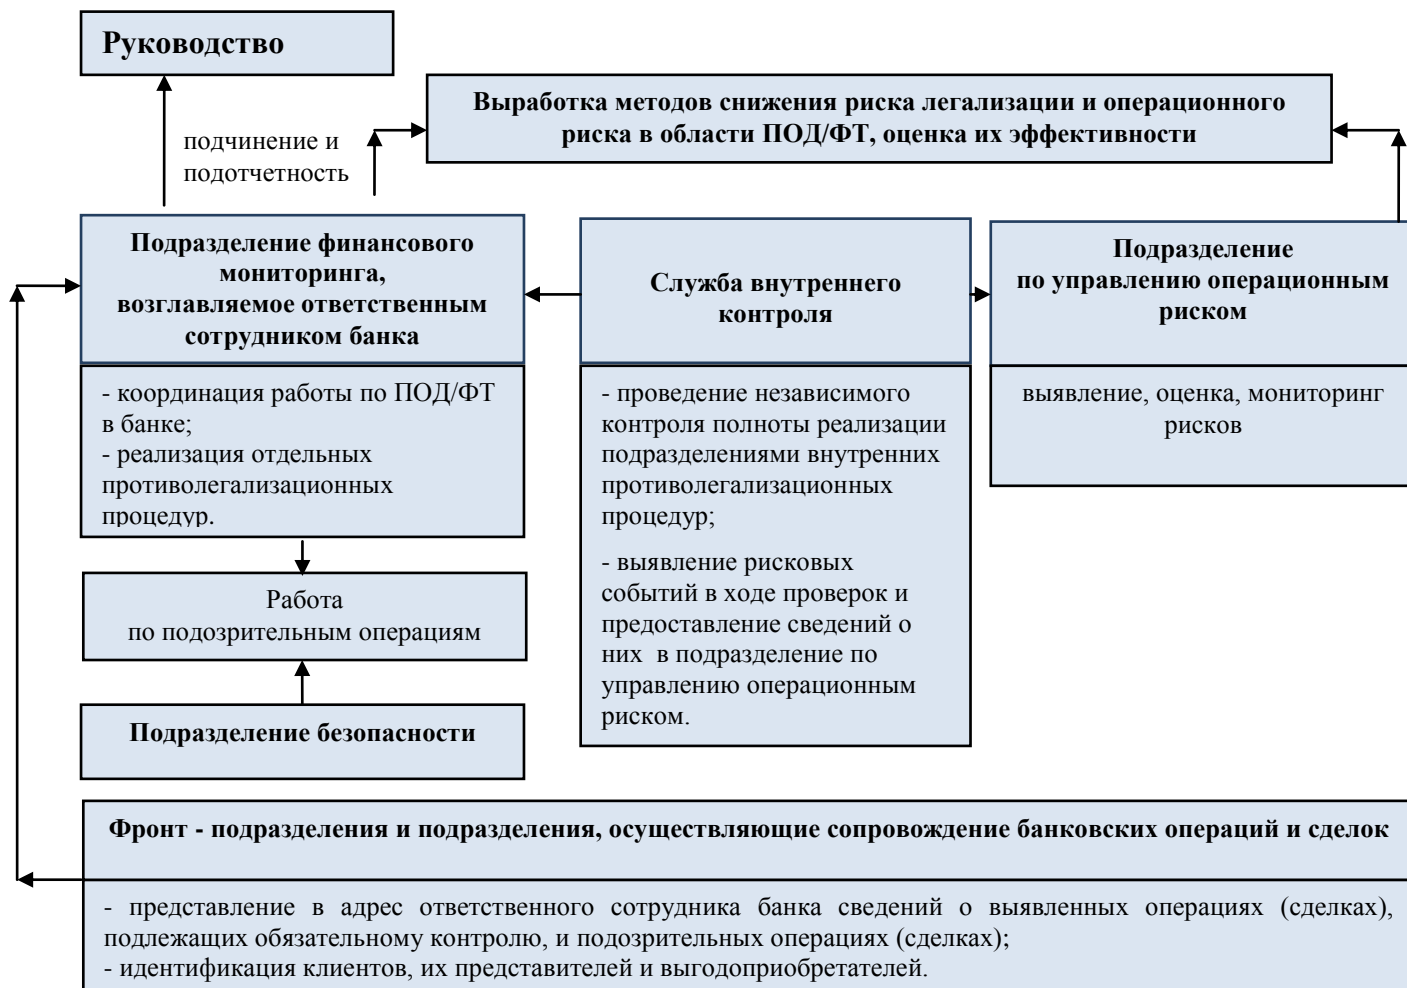 Руководство
Выработка методов снижения риска легализации и операционного
риска в области ПОД/ФТ, оценка их эффективности
подчинение и
подотчетность
Подразделение финансового
мониторинга,
возглавляемое ответственным
сотрудником банка
- координация работы по ПОД/ФТ
в банке;
- реализация отдельных
противолегализационных
процедур.
Служба внутреннего
контроля
- проведение независимого
контроля полноты реализации
подразделениями внутренних
противолегализационных
процедур;
- выявление рисковых
событий в ходе проверок и
предоставление сведений о
них в подразделение по
управлению операционным
риском.
Подразделение
по управлению операционным
риском
выявление, оценка, мониторинг
рисков
Работа
по подозрительным операциям
Подразделение безопасности
Фронт - подразделения и подразделения, осуществляющие сопровождение банковских операций и сделок
- представление в адрес ответственного сотрудника банка сведений о выявленных операциях (сделках),
подлежащих обязательному контролю, и подозрительных операциях (сделках);
- идентификация клиентов, их представителей и выгодоприобретателей.